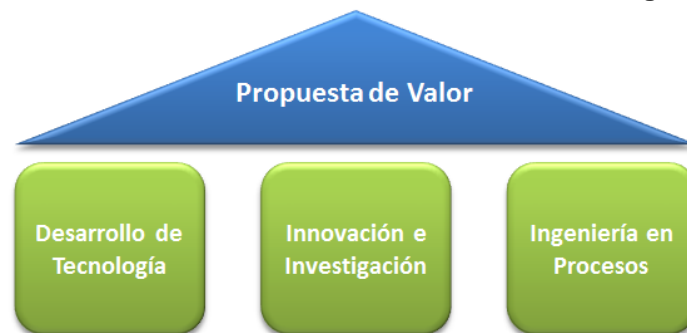 Propuesta de Valor
Desarrollo de
Tecnología
Innovación e
Investigación
Ingeniería en
Procesos